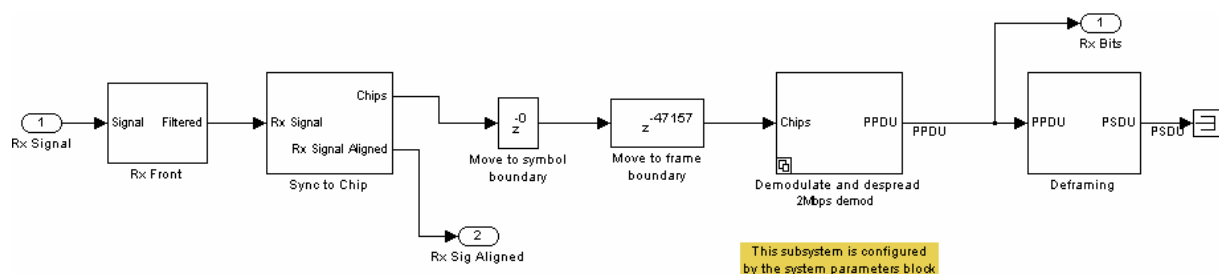 1
Rx Signal
Signal Filtered
Rx Front
Rx Signal
Chips
Rx Signal Aligned
Sync to Chip
2
Rx Sig Aligned
z-0
Move to symbol
boundary
z-47157
Move to frame
boundary
Chips PPDU
Demodulate and despread
2Mbps demod
PPDU
1
Rx Bits
PPDU PSDU
Deframing
PSDU
This subsystem is configured
by the system parameters block